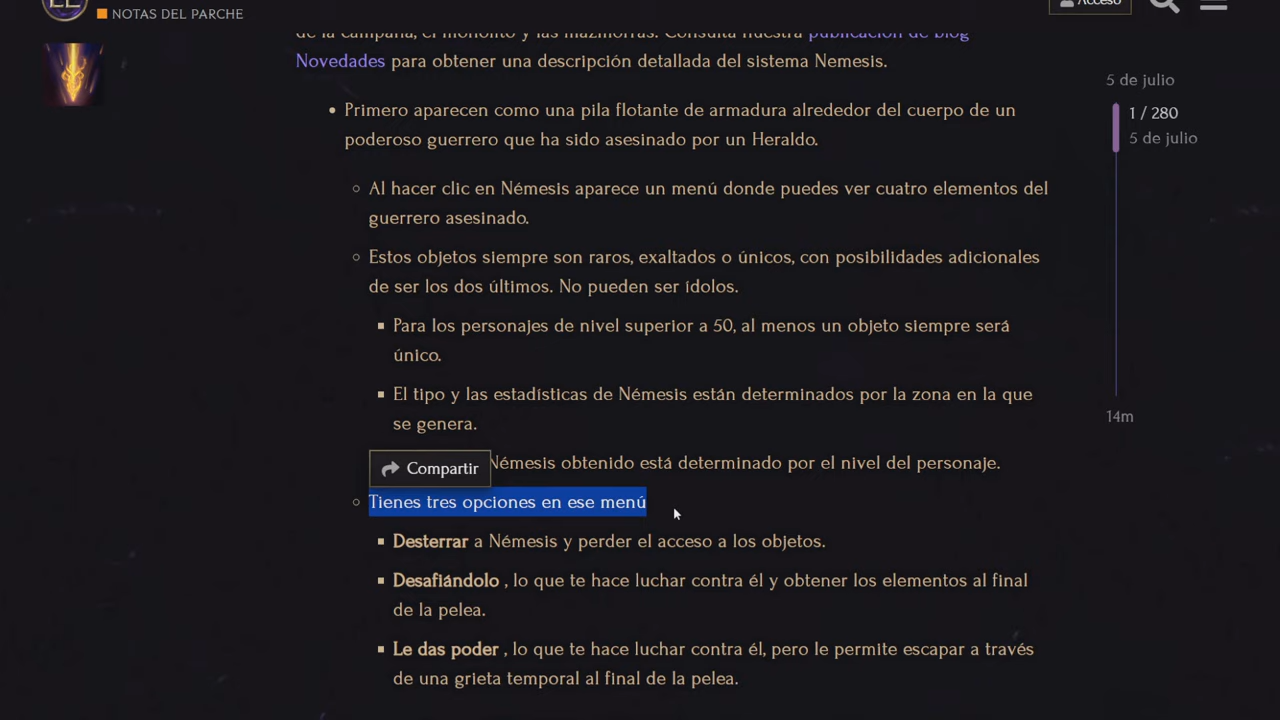 NOTAS DEL PARCHE
Acceso
de la campaña, el monolito y las mazmorras. Consulta nuestra publicación de blog
Novedades para obtener una descripción detallada del sistema Nemesis.
5 de julio
1 / 280
5 de julio
14m
• Primero aparecen como una pila flotante de armadura alrededor del cuerpo de un
poderoso guerrero que ha sido asesinado por un Heraldo.
Al hacer clic en Némesis aparece un menú donde puedes ver cuatro elementos del
guerrero asesinado.
Estos objetos siempre son raros, exaltados o únicos, con posibilidades adicionales
de ser los dos últimos. No pueden ser ídolos.
Para los personajes de nivel superior a 50, al menos un objeto siempre será
único.
El tipo y las estadísticas de Némesis están determinados por la zona en la que
se genera.
Compartir Némesis obtenido está determinado por el nivel del personaje.
Tienes tres opciones en ese menú
Desterrar a Némesis y perder el acceso a los objetos.
Desafiándolo , lo que te hace luchar contra él y obtener los elementos al final
de la pelea.
Le das poder , lo que te hace luchar contra él, pero le permite escapar a través
de una grieta temporal al final de la pelea.